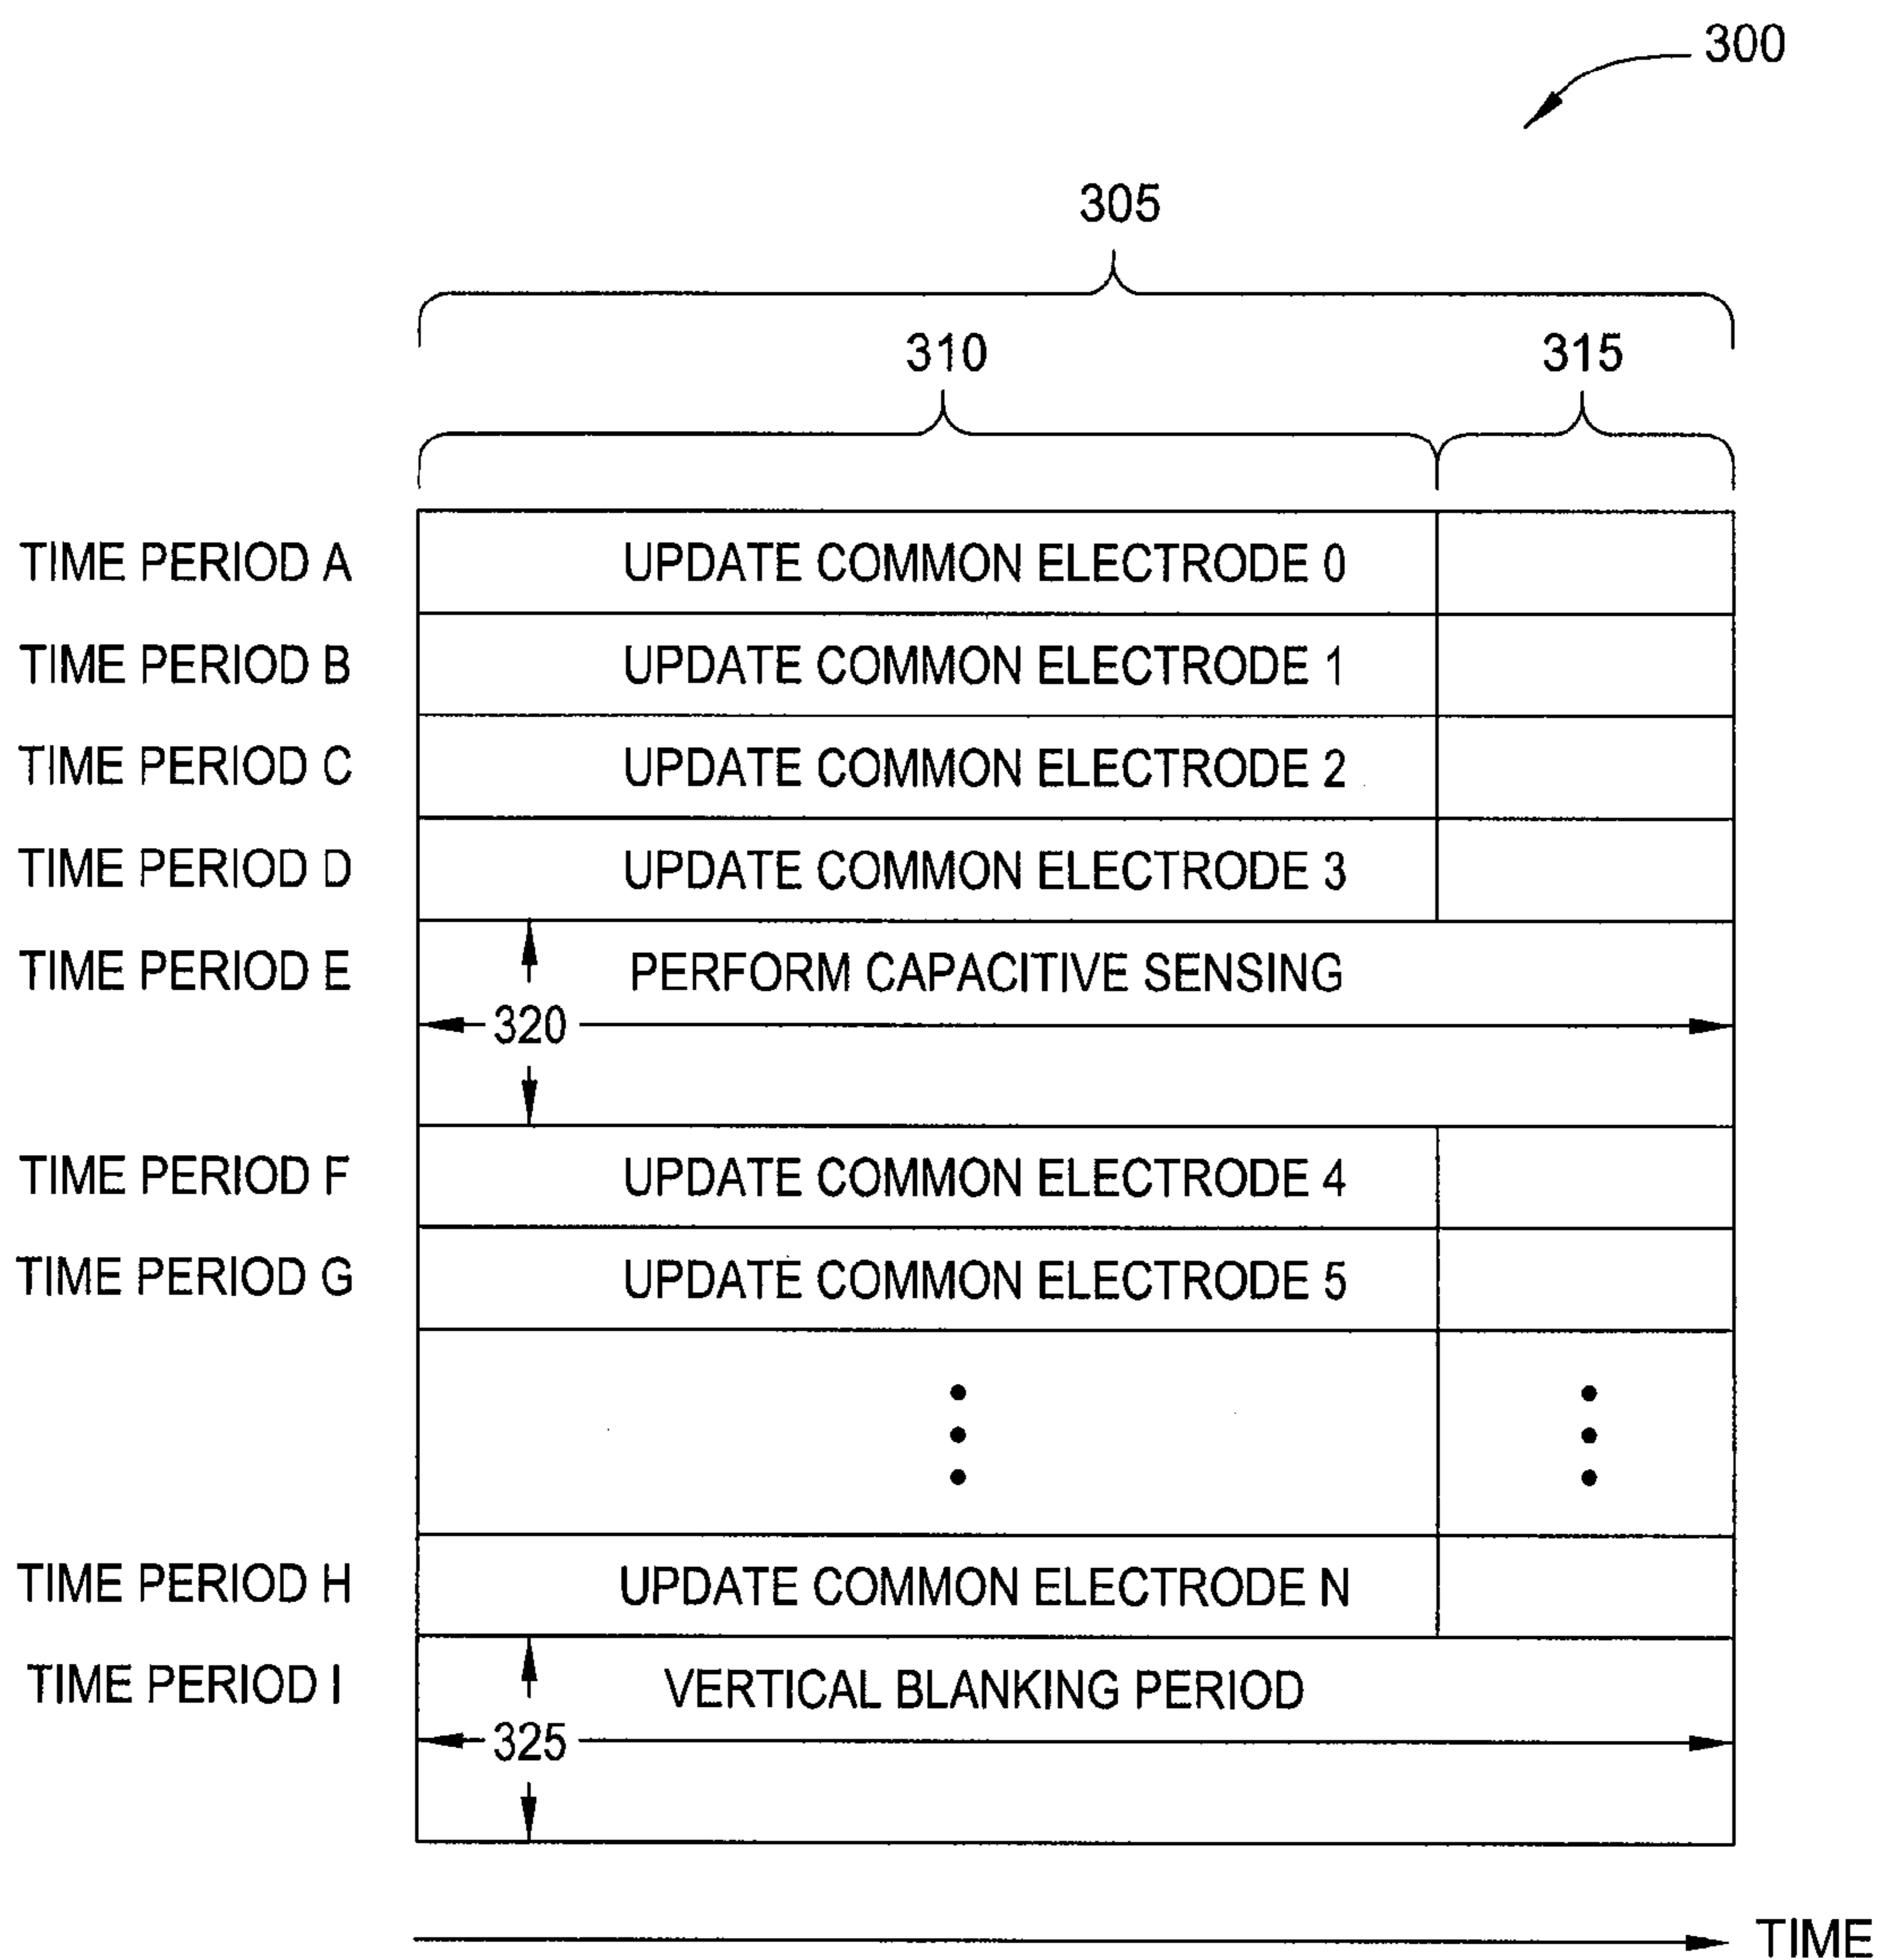 300
305
310 315
TIME PERIOD A UPDATE COMMON ELECTRODE 0
TIME PERIOD B UPDATE COMMON ELECTRODE 1
TIME PERIOD C UPDATE COMMON ELECTRODE 2
TIME PERIOD D UPDATE COMMON ELECTRODE 3
TIME PERIOD E PERFORM CAPACITIVE SENSING
320
TIME PERIOD F UPDATE COMMON ELECTRODE 4
TIME PERIOD G UPDATE COMMON ELECTRODE 5
TIME PERIOD H UPDATE COMMON ELECTRODE N
TIME PERIOD I VERTICAL BLANKING PERIOD
325
TIME